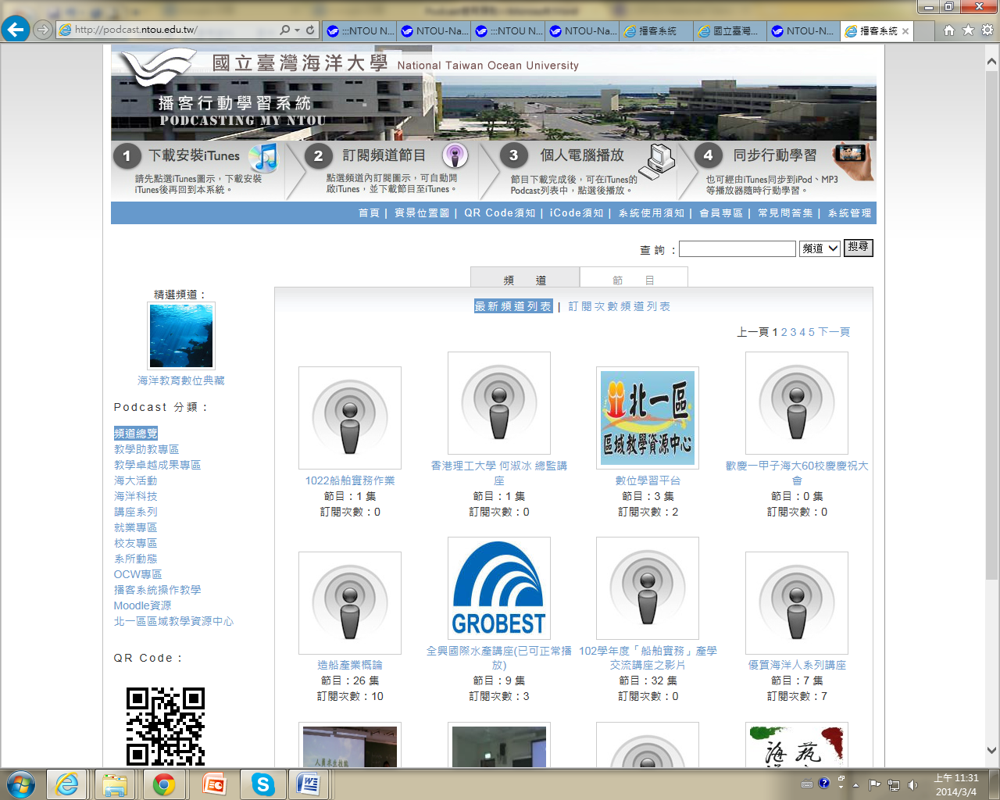 http://podcast.ntou.edu.tw/
:::NTOU N...
NTOU-Na...
:::NTOU N...
NTOU-Na...
播客系統
國立臺灣...
NTOU-N...
播客系統
國立臺灣海洋大學 National Taiwan Ocean University
播客行動學習系統
PODCASTING MY NTOU
1 下載安裝iTunes
請先點選iTunes圖示，下載安裝
iTunes後再回到本系統。
2 訂閱頻道節目
點選頻道內訂閱圖示，可自動開
啟iTunes，並下載節目至iTunes。
3 個人電腦播放
節目下載完成後，可在iTunes的
Podcast列表中，點選後播放。
4 同步行動學習
也可經由iTunes同步到iPod、MP3
等播放器隨時行動學習。
首頁 | 實景位置圖 | QR Code須知 | iCode須知 | 系統使用須知 | 會員專區 | 常見問答集 | 系統管理
查 詢 ： 頻道 搜尋
頻 道 節 目
最新頻道列表 | 訂閱次數頻道列表
上一頁 1 2 3 4 5 下一頁
精選頻道：
海洋教育數位典藏
Podcast 分類：
頻道總覽
教學助教專區
教學卓越成果專區
海大活動
海洋科技
講座系列
就業專區
校友專區
系所動態
OCW專區
播客系統操作教學
Moodle資源
北一區區域教學資源中心
QR Code：
1022船舶實務作業
節目：1 集
訂閱次數：0
香港理工大學 何淑冰 總監講
座
節目：1 集
訂閱次數：0
北一區
區域教學資源中心
數位學習平台
節目：3 集
訂閱次數：2
歡慶一甲子海大60校慶慶祝大
會
節目：0 集
訂閱次數：0
造船產業概論
節目：26 集
訂閱次數：10
GROBEST
全興國際水產講座(已可正常播
放)
節目：9 集
訂閱次數：3
102學年度「船舶實務」產學
交流講座之影片
節目：32 集
訂閱次數：0
優質海洋人系列講座
節目：7 集
訂閱次數：7
人員求生技能
上午 11:31
2014/3/4